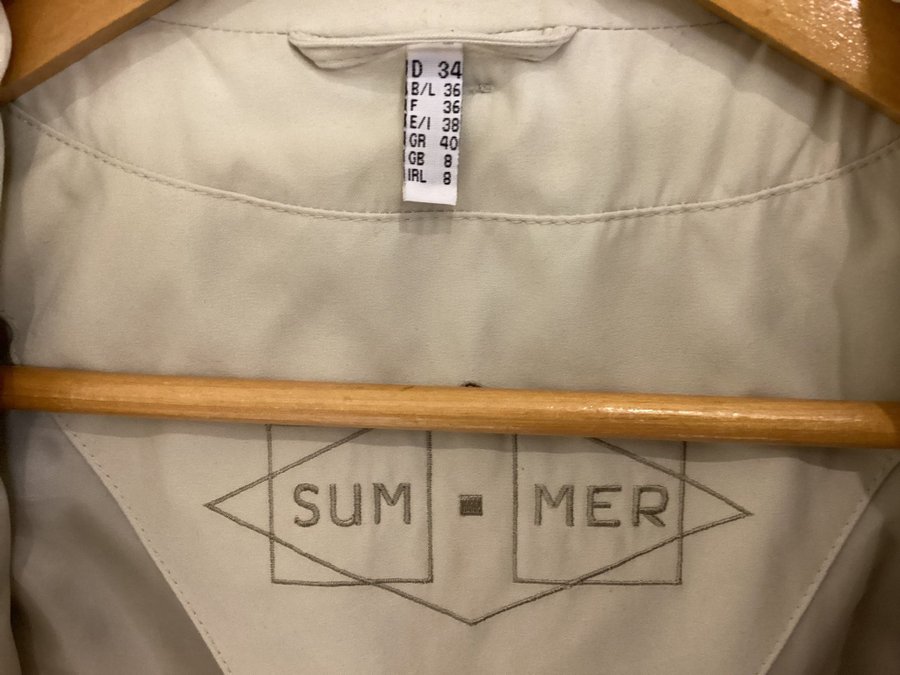 D 34
B/L 36
F 36
E/I 38
GR 40
GB 8
IRL 8
SUM ▪ MER